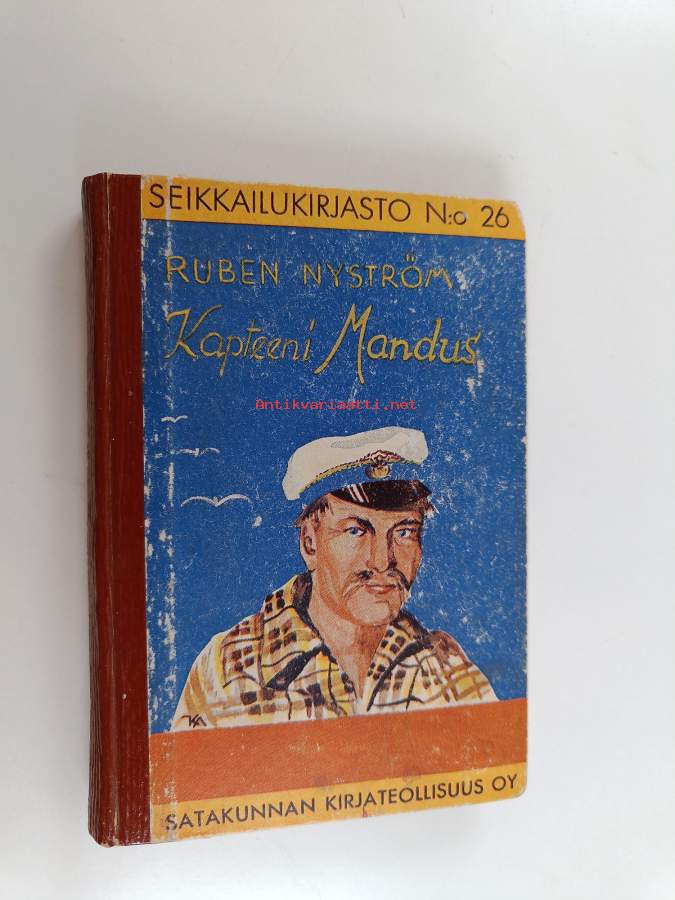 SEIKKAILUKIRJASTO N:o 26
RUBEN NYSTRÖM
Kapteeni Mandus
Antikvariaatti.net
KA
SATAKUNNAN KIRJATEOLLISUUS OY